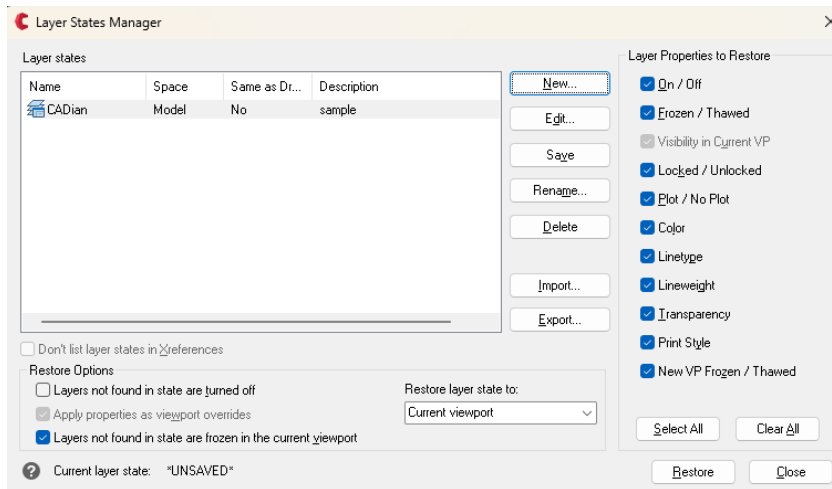 Layer States Manager
Layer states
Name Space Same as Dr... Description
CADian Model No sample
New...
Edit...
Save
Rename...
Delete
Import...
Export...
Don't list layer states in Xreferences
Restore Options
Layers not found in state are turned off
Apply properties as viewport overrides
Layers not found in state are frozen in the current viewport
Restore layer state to:
Current viewport
Current layer state: *UNSAVED*
Layer Properties to Restore
On / Off
Frozen / Thawed
Visibility in Current VP
Locked / Unlocked
Plot / No Plot
Color
Linetype
Lineweight
Transparency
Print Style
New VP Frozen / Thawed
Select All Clear All
Restore Close